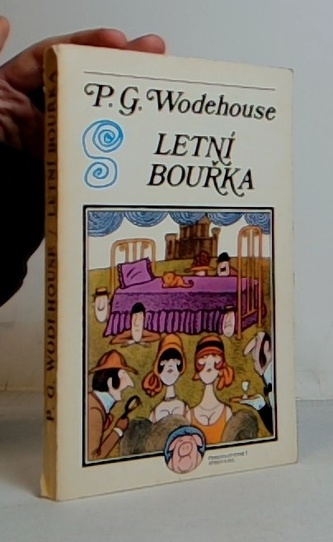 P. G. Wodehouse
LETNÍ
BOUŘKA
P. G. WODEHOUSE / LETNÍ BOUŘKA